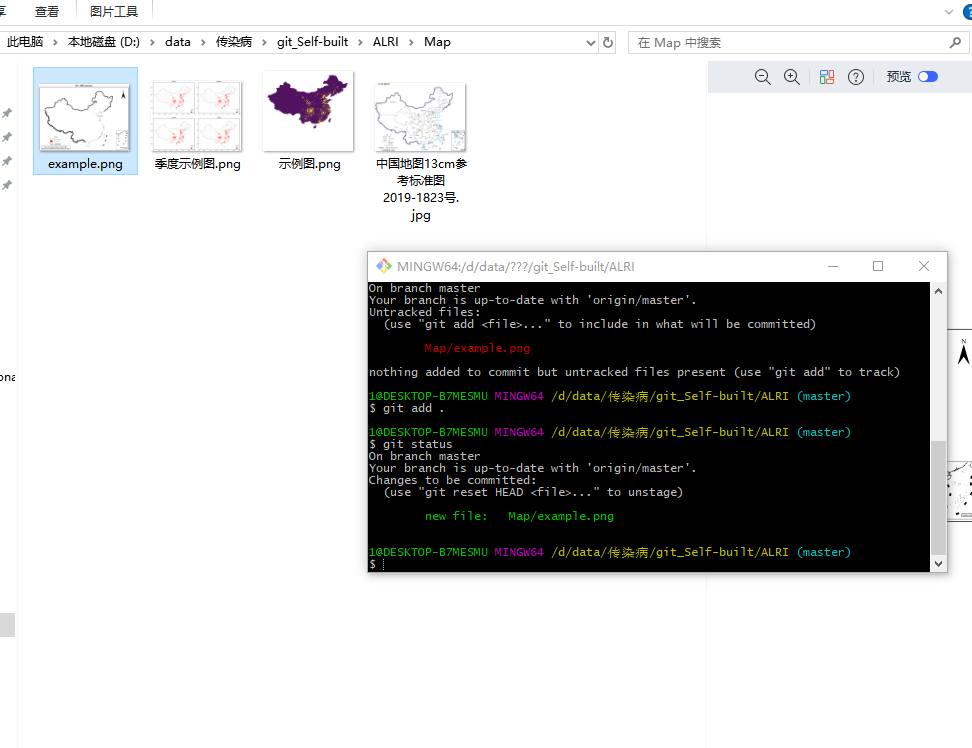 享 查看 图片工具
此电脑 > 本地磁盘 (D:) > data > 传染病 > git_Self-built > ALRI > Map
在 Map 中搜索
预览
example.png
季度示例图.png
示例图.png
中国地图13cm参
考标准图
2019-1823号.
jpg
ona
MINGW64:/d/data/???/git_Self-built/ALRI
On branch master
Your branch is up-to-date with 'origin/master'.
Untracked files:
  (use "git add <file>..." to include in what will be committed)
        Map/example.png
nothing added to commit but untracked files present (use "git add" to track)
1@DESKTOP-B7MESMU MINGW64 /d/data/传染病/git_Self-built/ALRI (master)
$ git add .
1@DESKTOP-B7MESMU MINGW64 /d/data/传染病/git_Self-built/ALRI (master)
$ git status
On branch master
Your branch is up-to-date with 'origin/master'.
Changes to be committed:
  (use "git reset HEAD <file>..." to unstage)
        new file:   Map/example.png
1@DESKTOP-B7MESMU MINGW64 /d/data/传染病/git_Self-built/ALRI (master)
$
N